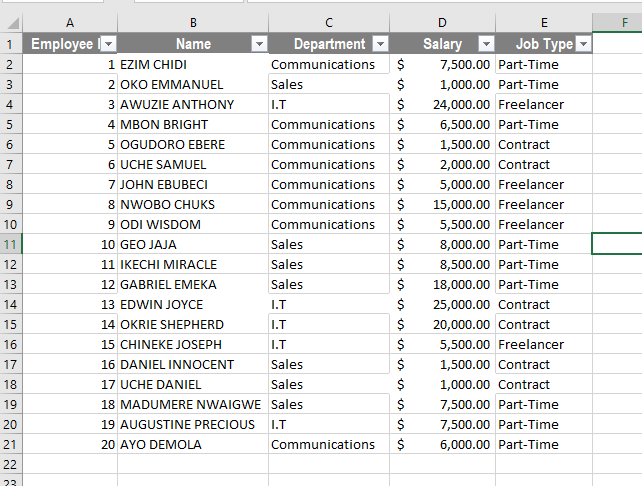 A B C D E F
1 Employee I Name Department Salary Job Type
2 1 EZIM CHIDI Communications $ 7,500.00 Part-Time
3 2 OKO EMMANUEL Sales $ 1,000.00 Part-Time
4 3 AWUZIE ANTHONY I.T $ 24,000.00 Freelancer
5 4 MBON BRIGHT Communications $ 6,500.00 Part-Time
6 5 OGUDORO EBERE Communications $ 1,500.00 Contract
7 6 UCHE SAMUEL Communications $ 2,000.00 Contract
8 7 JOHN EBUBECI Communications $ 5,000.00 Freelancer
9 8 NWOBO CHUKS Communications $ 15,000.00 Freelancer
10 9 ODI WISDOM Communications $ 5,500.00 Freelancer
11 10 GEO JAJA Sales $ 8,000.00 Part-Time
12 11 IKECHI MIRACLE Sales $ 8,500.00 Part-Time
13 12 GABRIEL EMEKA Sales $ 18,000.00 Part-Time
14 13 EDWIN JOYCE I.T $ 25,000.00 Contract
15 14 OKRIE SHEPHERD I.T $ 20,000.00 Contract
16 15 CHINEKE JOSEPH I.T $ 5,500.00 Freelancer
17 16 DANIEL INNOCENT Sales $ 1,500.00 Contract
18 17 UCHE DANIEL Sales $ 1,000.00 Contract
19 18 MADUMERE NWAIGWE Sales $ 7,500.00 Part-Time
20 19 AUGUSTINE PRECIOUS I.T $ 7,500.00 Part-Time
21 20 AYO DEMOLA Communications $ 6,000.00 Part-Time
22
23